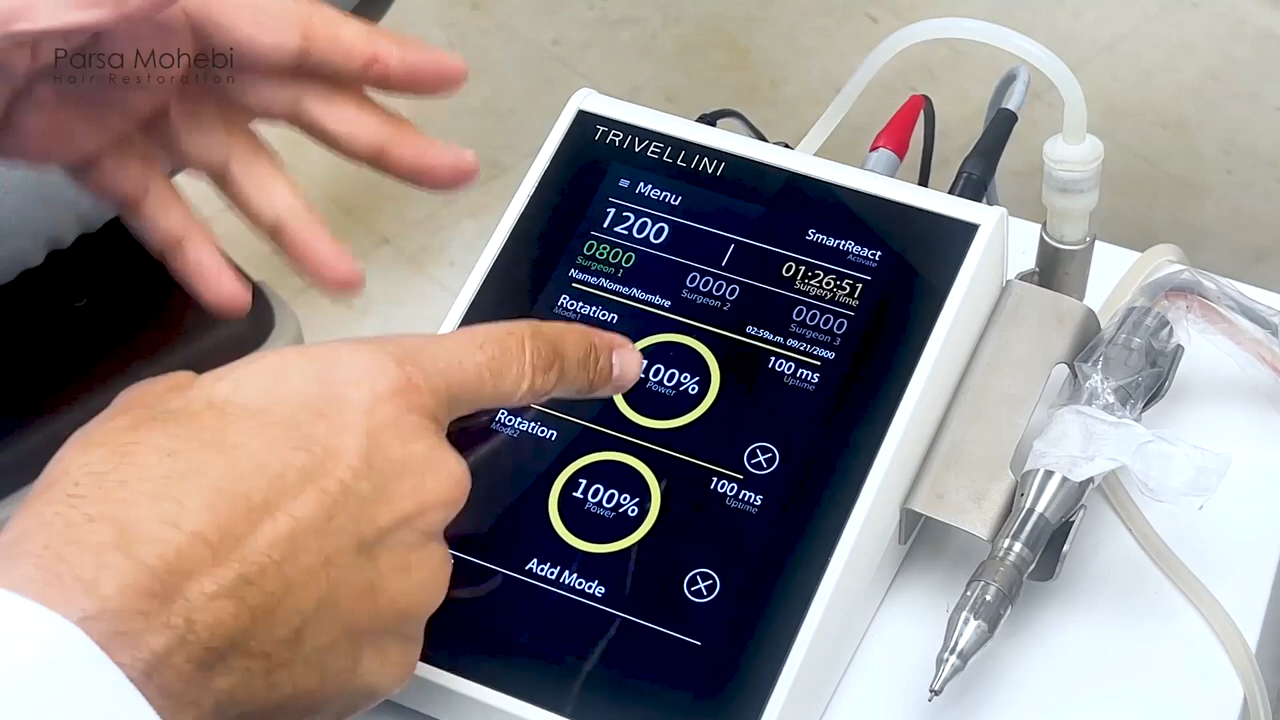 Parsa Mohebi
Hair Restoration
TRIVELLINI
≡ Menu
1200
SmartReact
Activate
0800
Surgeon 1
0000
Surgeon 2
01:26:51
Surgery Time
0000
Surgeon 3
Name/Nome/Nombre
02:59a.m. 09/21/2000
Rotation
Mode1
100%
Power
100 ms
Uptime
Rotation
Mode2
100%
Power
100 ms
Uptime
Add Mode